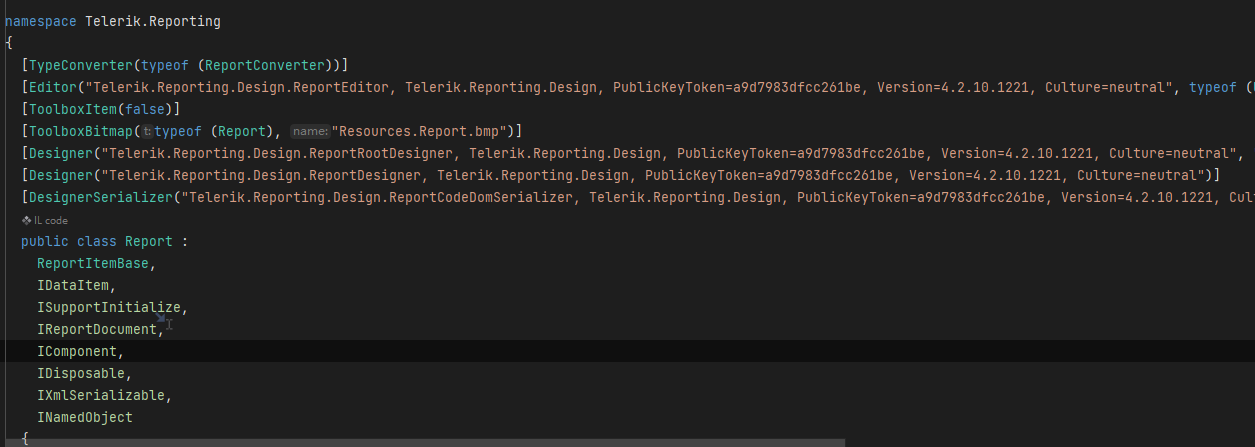 namespace Telerik.Reporting
{
[TypeConverter(typeof (ReportConverter))]
[Editor("Telerik.Reporting.Design.ReportEditor, Telerik.Reporting.Design, PublicKeyToken=a9d7983dfcc261be, Version=4.2.10.1221, Culture=neutral", typeof (
[ToolboxItem(false)]
[ToolboxBitmap(t:typeof (Report), name:"Resources.Report.bmp")]
[Designer("Telerik.Reporting.Design.ReportRootDesigner, Telerik.Reporting.Design, PublicKeyToken=a9d7983dfcc261be, Version=4.2.10.1221, Culture=neutral",
[Designer("Telerik.Reporting.Design.ReportDesigner, Telerik.Reporting.Design, PublicKeyToken=a9d7983dfcc261be, Version=4.2.10.1221, Culture=neutral")]
[DesignerSerializer("Telerik.Reporting.Design.ReportCodeDomSerializer, Telerik.Reporting.Design, PublicKeyToken=a9d7983dfcc261be, Version=4.2.10.1221, Cul
IL code
public class Report :
ReportItemBase,
IDataItem,
ISupportInitialize,
IReportDocument,
IComponent,
IDisposable,
IXmlSerializable,
INamedObject
{